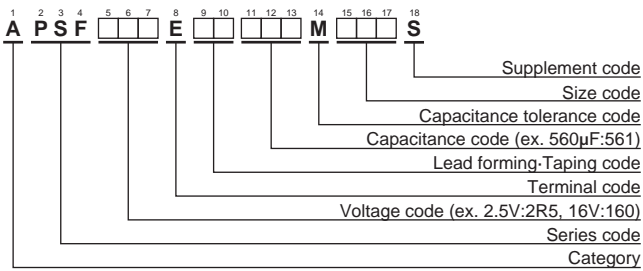 1 2 3 4 5 6 7 8 9 10 11 12 13 14 15 16 17 18
A P S F E M S
Supplement code
Size code
Capacitance tolerance code
Capacitance code (ex. 560µF:561)
Lead forming·Taping code
Terminal code
Voltage code (ex. 2.5V:2R5, 16V:160)
Series code
Category